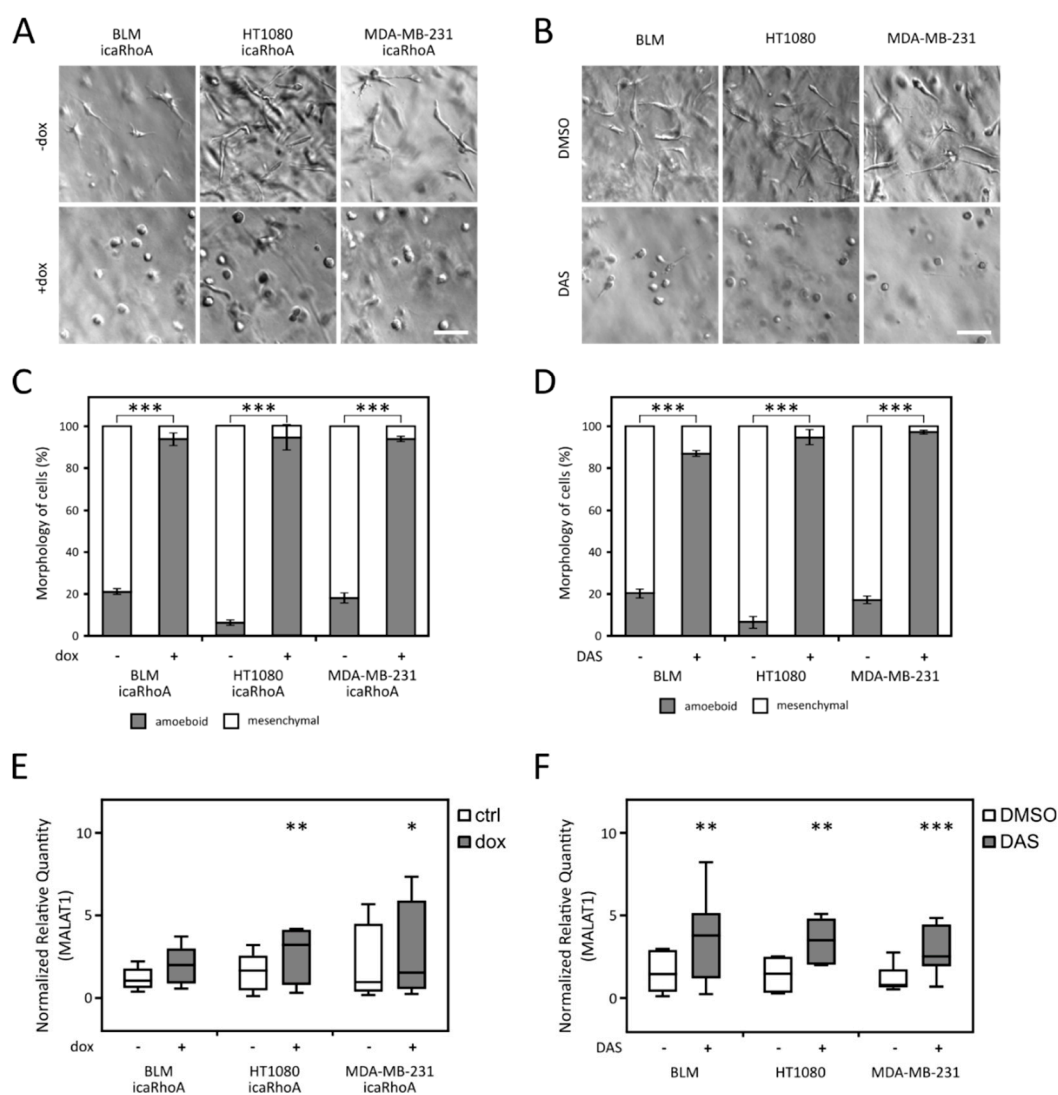 A
BLM
icaRhoA
HT1080
icaRhoA
MDA-MB-231
icaRhoA
-dox
+dox
B
BLM
HT1080
MDA-MB-231
DMSO
DAS
C
Morphology of cells (%)
100
80
60
40
20
0
*** *** ***
dox - + - + - +
BLM
icaRhoA
HT1080
icaRhoA
MDA-MB-231
icaRhoA
amoeboid mesenchymal
D
Morphology of cells (%)
100
80
60
40
20
0
*** *** ***
DAS - + - + - +
BLM HT1080 MDA-MB-231
amoeboid mesenchymal
E
Normalized Relative Quantity
(MALAT1)
10
5
0
** *
ctrl
dox
dox - + - + - +
BLM
icaRhoA
HT1080
icaRhoA
MDA-MB-231
icaRhoA
F
Normalized Relative Quantity
(MALAT1)
10
5
0
** ** ***
DMSO
DAS
DAS - + - + - +
BLM HT1080 MDA-MB-231